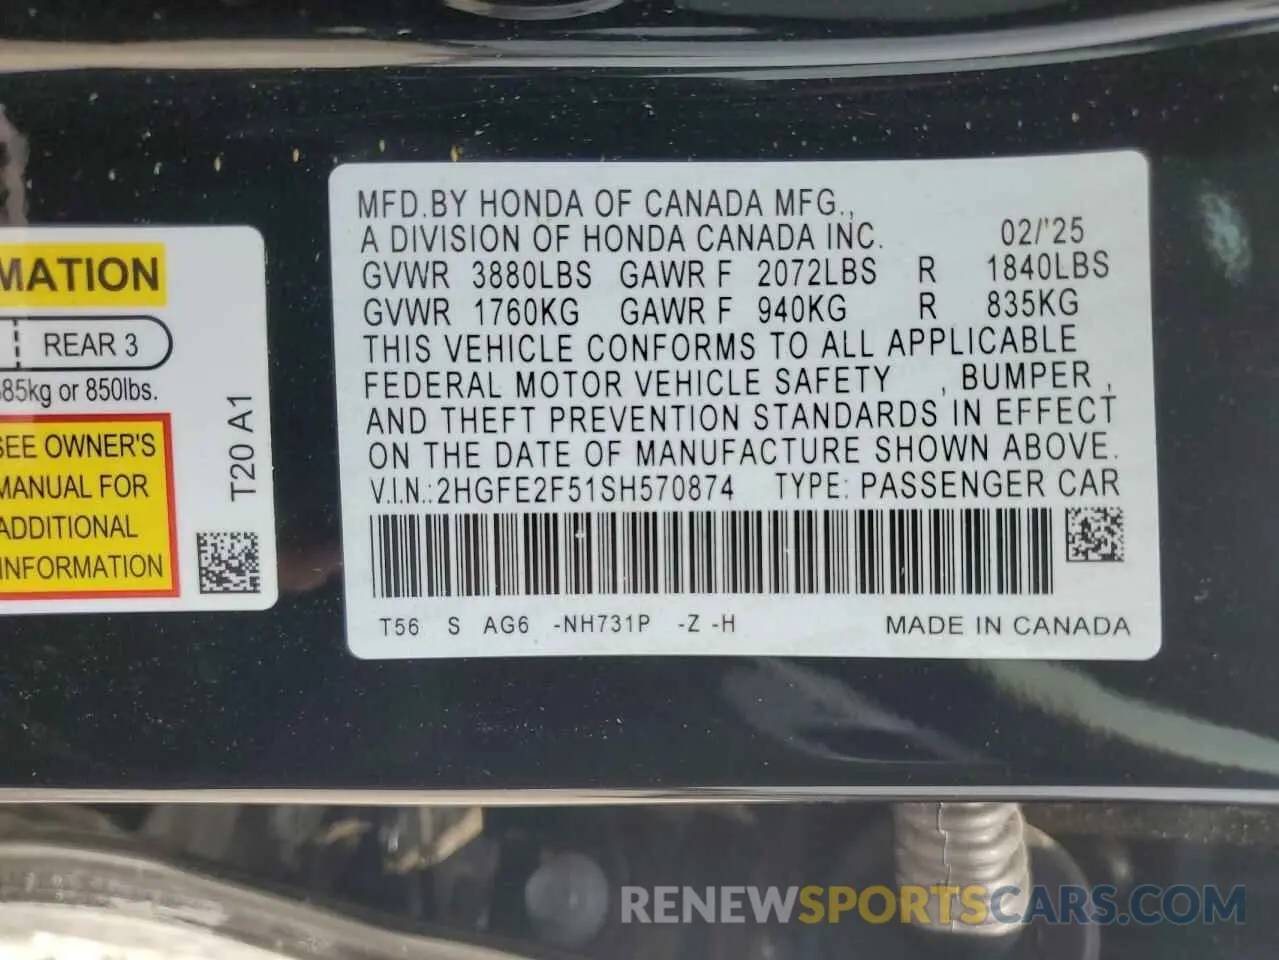 MATION
REAR 3
85kg or 850lbs.
SEE OWNER'S
MANUAL FOR
ADDITIONAL
INFORMATION
T20 A1
MFD.BY HONDA OF CANADA MFG.,
A DIVISION OF HONDA CANADA INC. 02/'25
GVWR 3880LBS GAWR F 2072LBS R 1840LBS
GVWR 1760KG GAWR F 940KG R 835KG
THIS VEHICLE CONFORMS TO ALL APPLICABLE
FEDERAL MOTOR VEHICLE SAFETY , BUMPER ,
AND THEFT PREVENTION STANDARDS IN EFFECT
ON THE DATE OF MANUFACTURE SHOWN ABOVE.
V.I.N.:2HGFE2F51SH570874 TYPE: PASSENGER CAR
T56 S AG6 -NH731P -Z -H MADE IN CANADA
RENEWSPORTSCARS.COM